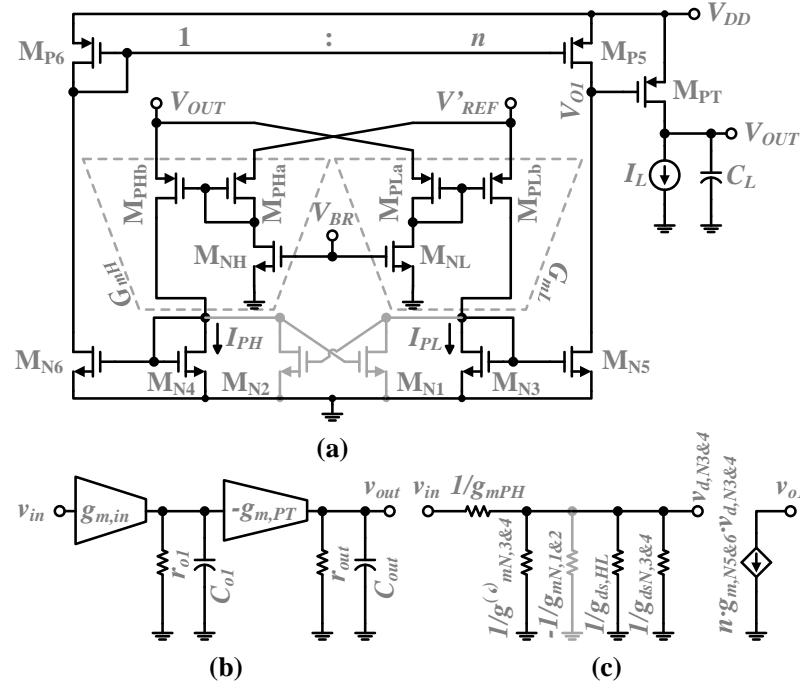 V_DD
M_P6
1 : n
M_P5
V_O1
M_PT
V_OUT
V'_REF
V_OUT
M_PHb
M_PHa
M_PLa
M_PLb
I_L
C_L
V_BR
M_NH
M_NL
G_mH
G_mL
I_PH
I_PL
M_N6
M_N4
M_N2
M_N1
M_N3
M_N5
(a)
v_in
g_m,in
-g_m,PT
v_out
r_o1
C_o1
r_out
C_out
(b)
v_in
1/g_mPH
v_d,N3&4
v_o1
1/g^(‘)_mN,3&4
-1/g_mN,1&2
1/g_ds,HL
1/g_dsN,3&4
n·g_m,N5&6·v_d,N3&4
(c)